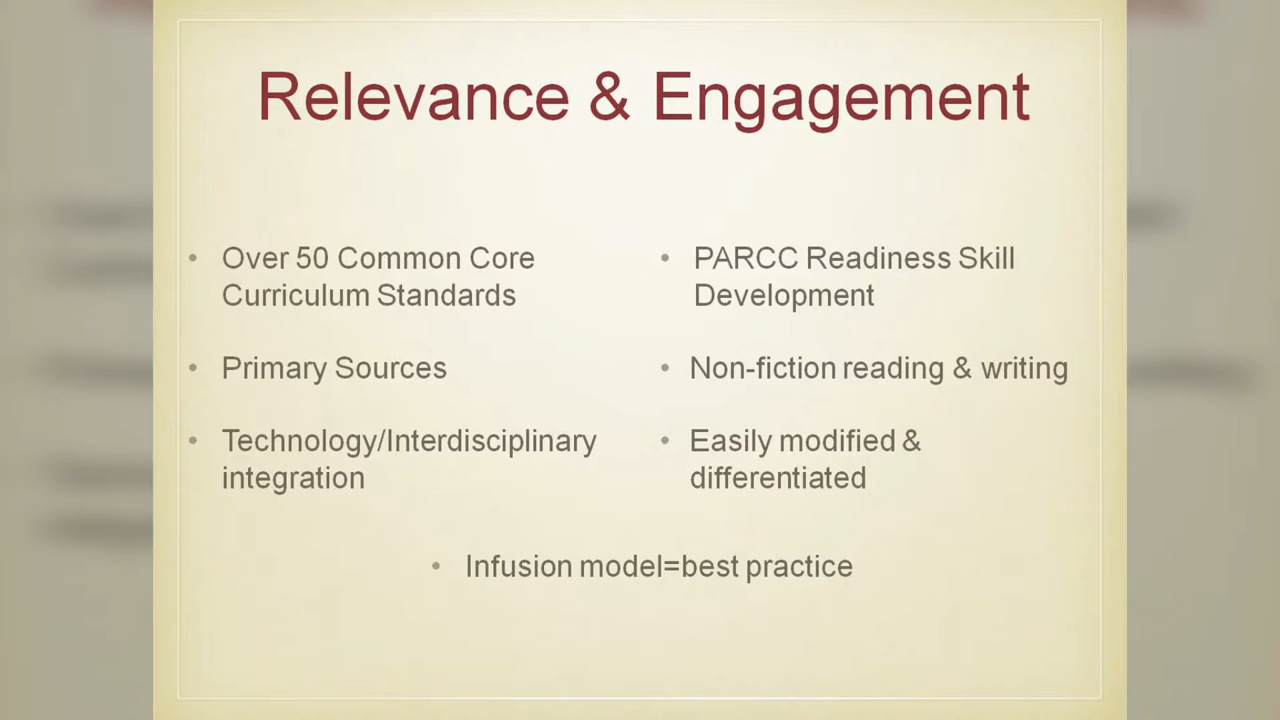 Relevance & Engagement
• Over 50 Common Core
Curriculum Standards
• Primary Sources
• Technology/Interdisciplinary
integration
• PARCC Readiness Skill
Development
• Non-fiction reading & writing
• Easily modified &
differentiated
• Infusion model=best practice